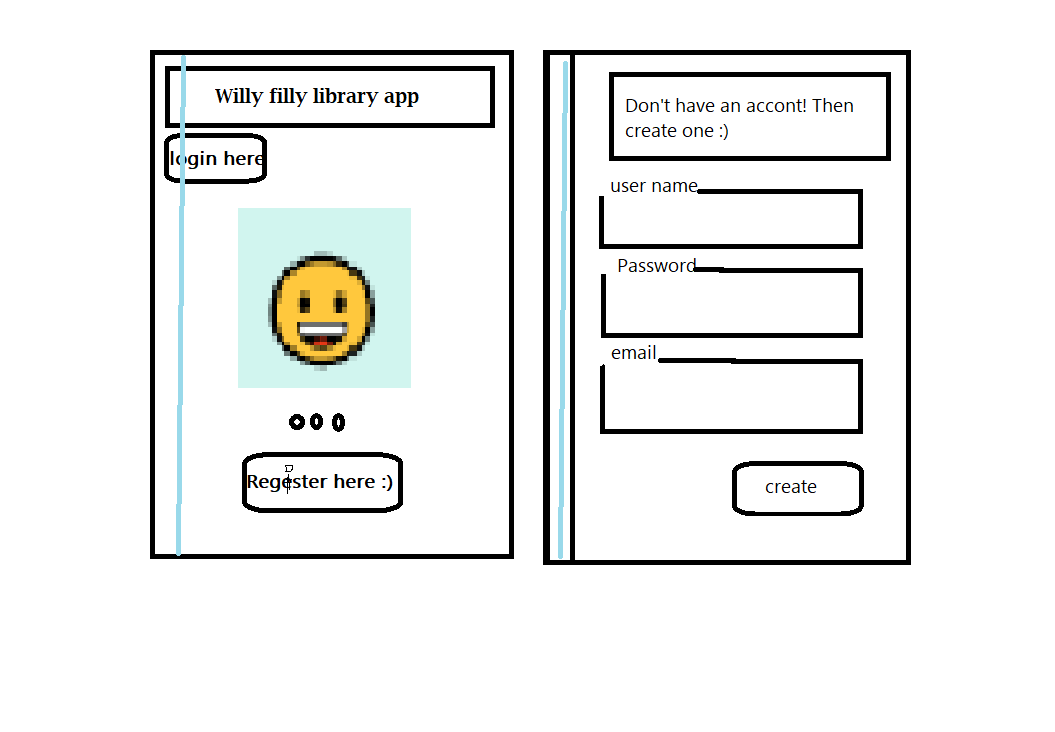 Willy filly library app
login here
Regester here :)
Don't have an accont! Then
create one :)
user name
Password
email
create